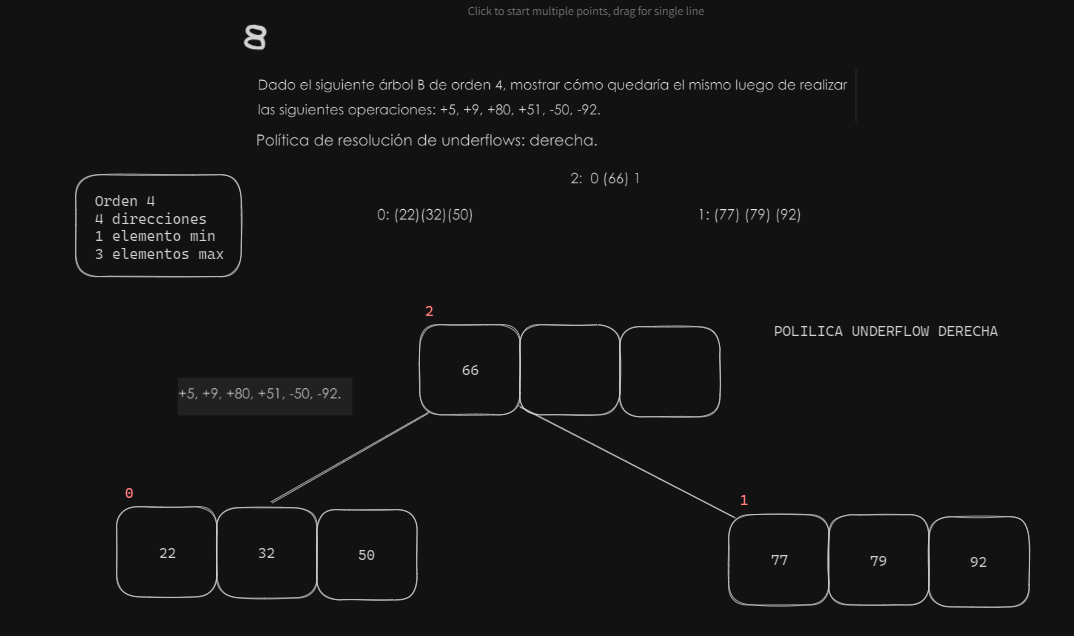 Click to start multiple points, drag for single line
8
Dado el siguiente árbol B de orden 4, mostrar cómo quedaría el mismo luego de realizar
las siguientes operaciones: +5, +9, +80, +51, -50, -92.
Política de resolución de underflows: derecha.
2: 0 (66) 1
0: (22)(32)(50)
1: (77) (79) (92)
Orden 4
4 direcciones
1 elemento min
3 elementos max
2
POLILICA UNDERFLOW DERECHA
66
+5, +9, +80, +51, -50, -92.
0
1
22
32
50
77
79
92